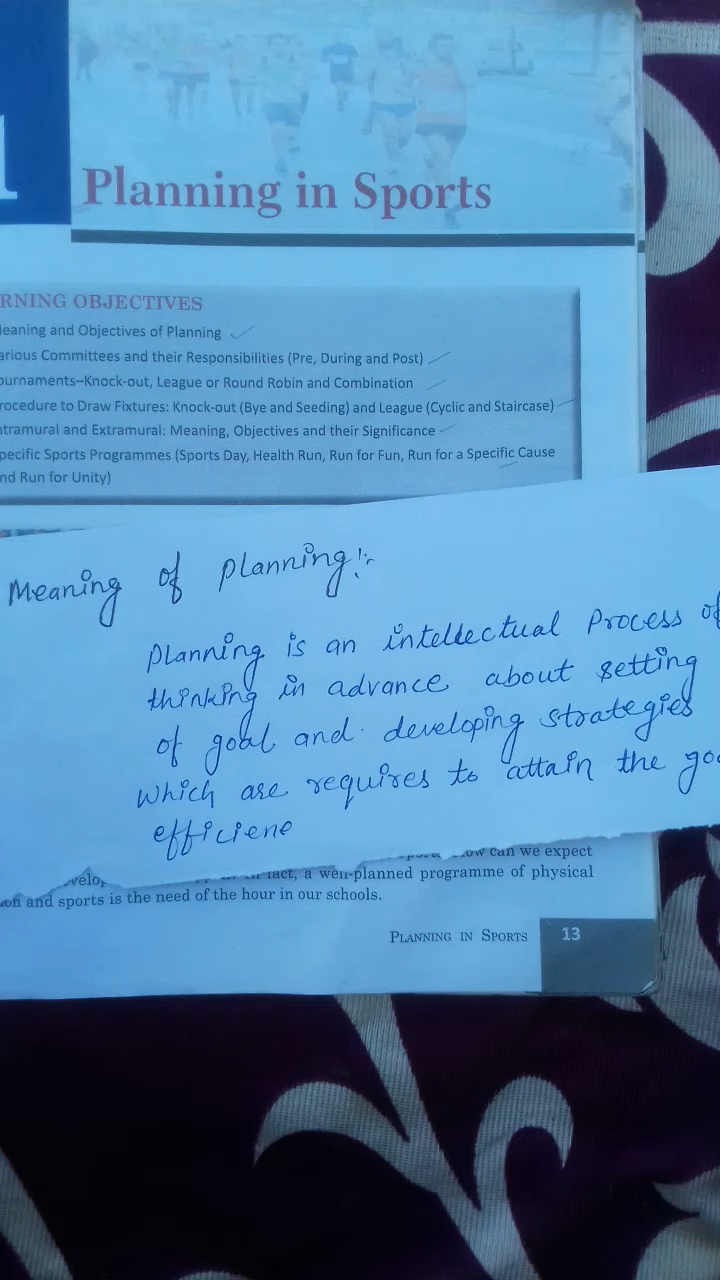 Planning in Sports
RNING OBJECTIVES
eaning and Objectives of Planning
arious Committees and their Responsibilities (Pre, During and Post)
ournaments–Knock-out, League or Round Robin and Combination
rocedure to Draw Fixtures: Knock-out (Bye and Seeding) and League (Cyclic and Staircase)
tramural and Extramural: Meaning, Objectives and their Significance
pecific Sports Programmes (Sports Day, Health Run, Run for Fun, Run for a Specific Cause
nd Run for Unity)
Meaning of planning:-
planning is an intellectual Process of
thinking in advance about setting
of goal and developing strategies
which are requires to attain the go
efficiene
can we expect
fact, a well-planned programme of physical
on and sports is the need of the hour in our schools.
PLANNING IN SPORTS 13